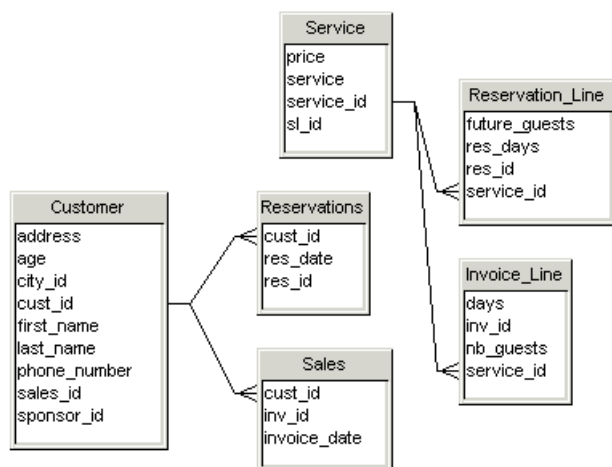 Service
price
service
service_id
sl_id
Reservation_Line
future_guests
res_days
res_id
service_id
Customer
address
age
city_id
cust_id
first_name
last_name
phone_number
sales_id
sponsor_id
Reservations
cust_id
res_date
res_id
Invoice_Line
days
inv_id
nb_guests
service_id
Sales
cust_id
inv_id
invoice_date